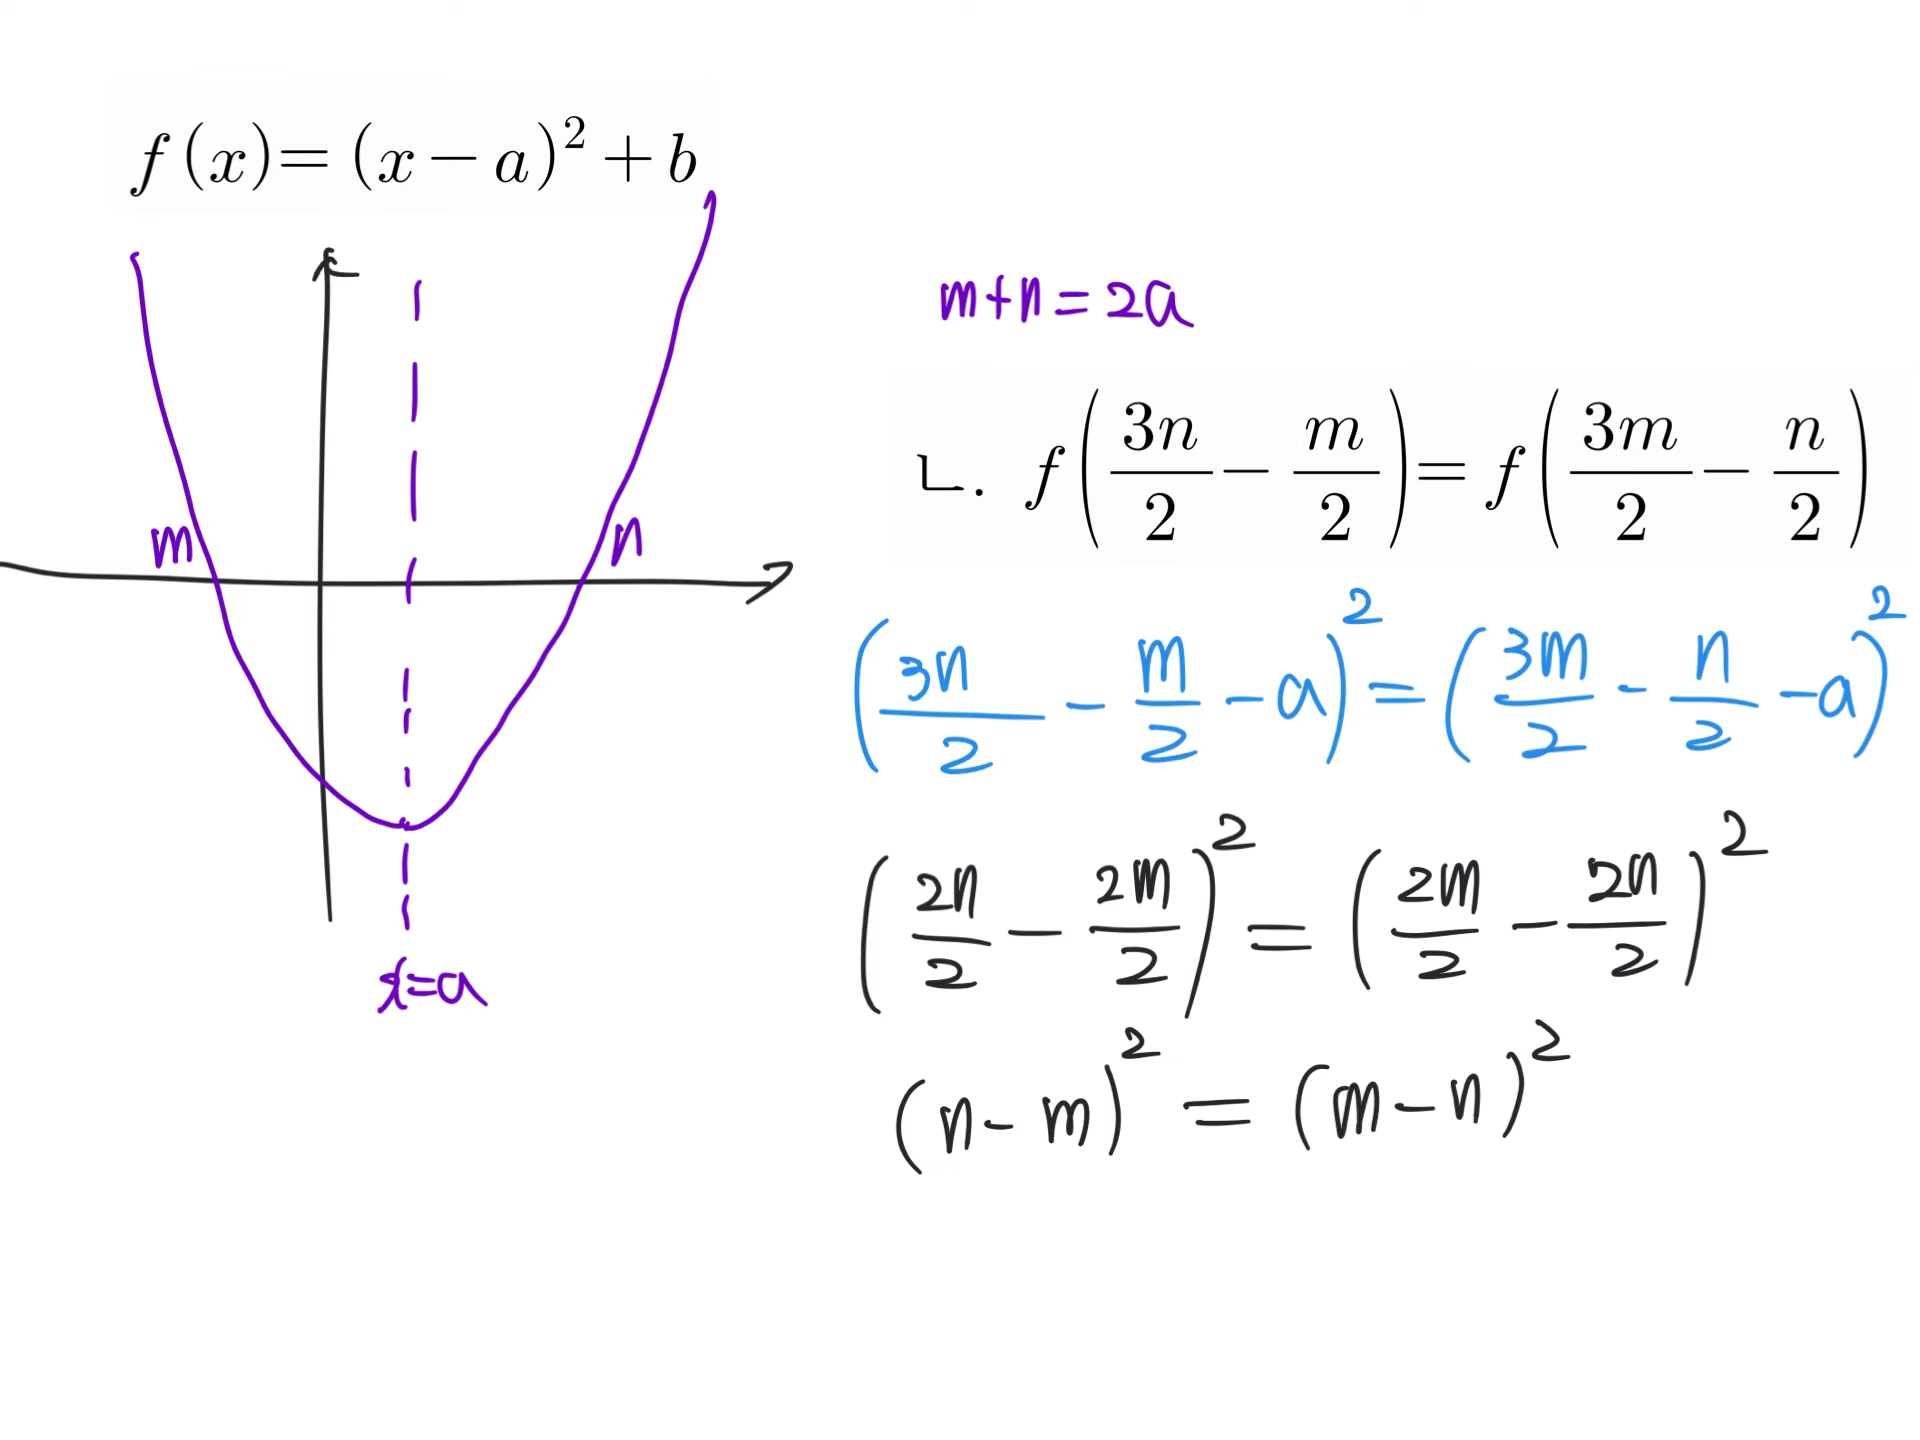 f(x)=(x−a)²+b
m
n
x=a
m+n=2a
ㄴ. f(3n/2 − m/2)=f(3m/2 − n/2)
(3n/2 − m/2 − a)² = (3m/2 − n/2 − a)²
(2n/2 − 2m/2)² = (2m/2 − 2n/2)²
(n−m)² = (m−n)²